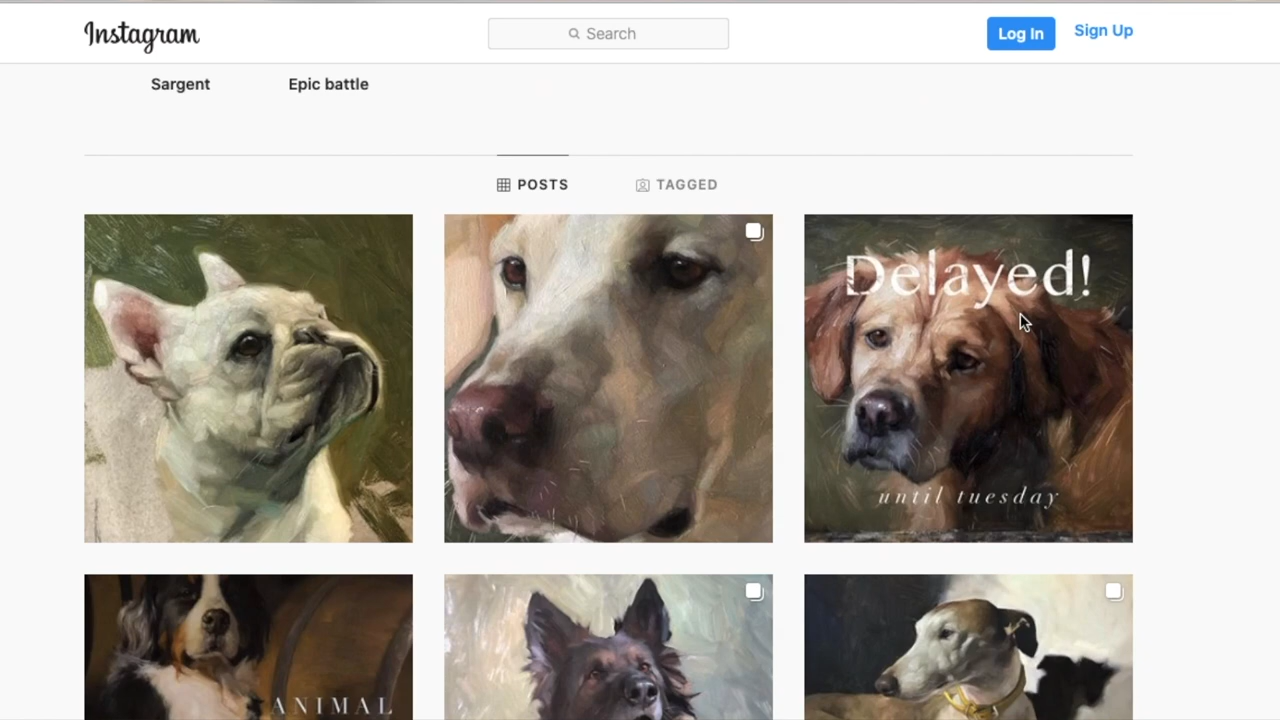 Instagram
Search
Log In
Sign Up
Sargent
Epic battle
POSTS
TAGGED
Delayed!
until tuesday
ANIMAL